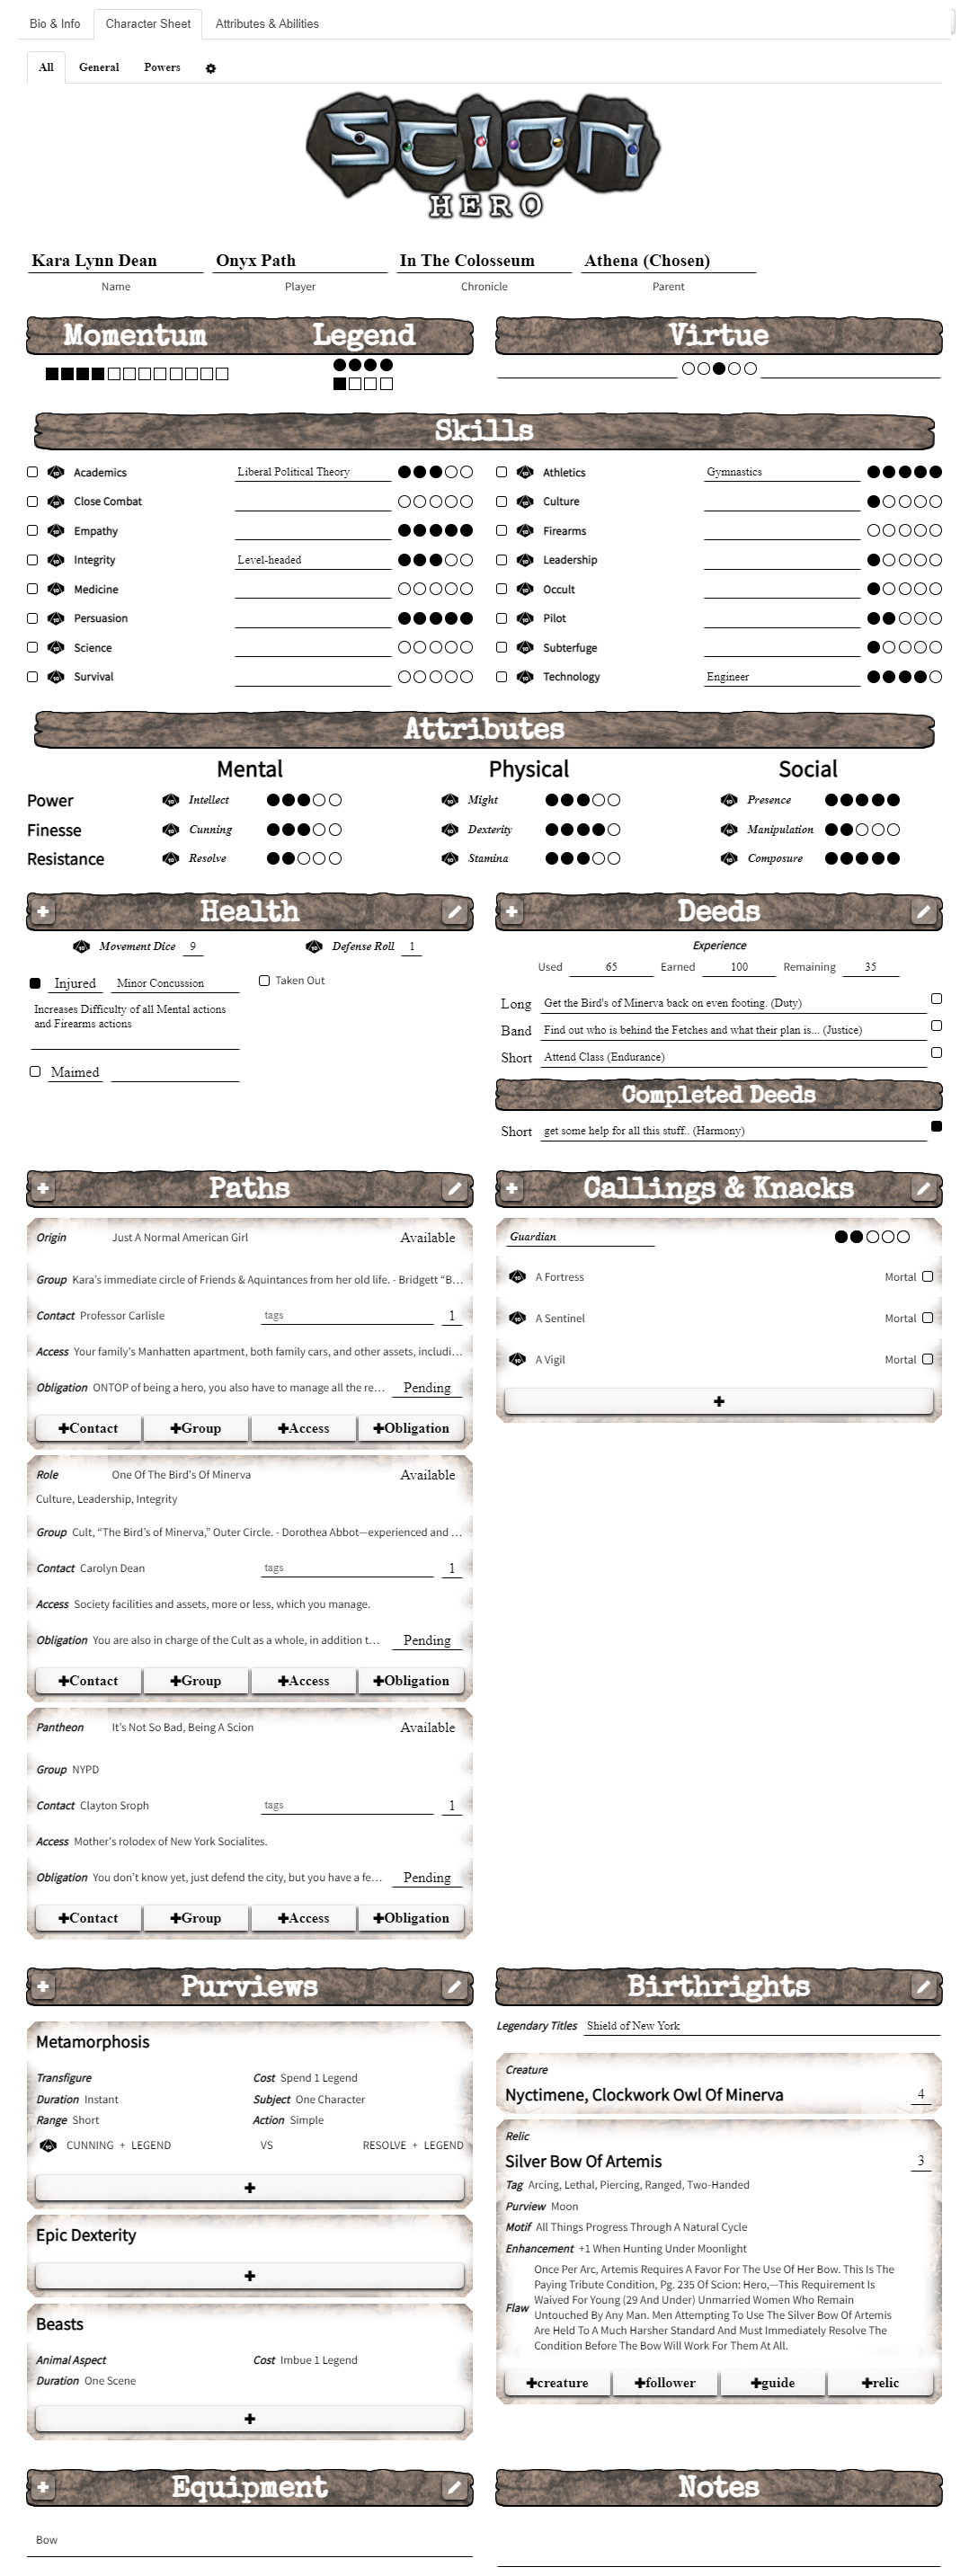 Bio & Info Character Sheet Attributes & Abilities
All General Powers
SCION
HERO
Kara Lynn Dean Onyx Path In The Colosseum Athena (Chosen)
Name Player Chronicle Parent
Momentum Legend Virtue
Skills
Academics Liberal Political Theory Athletics Gymnastics
Close Combat Culture
Empathy Firearms
Integrity Level-headed Leadership
Medicine Occult
Persuasion Pilot
Science Subterfuge
Survival Technology Engineer
Attributes
Mental Physical Social
Power Intellect Might Presence
Finesse Cunning Dexterity Manipulation
Resistance Resolve Stamina Composure
Health
Movement Dice 9 Defense Roll 1
Injured Minor Concussion Taken Out
Increases Difficulty of all Mental actions
and Firearms actions
Maimed
Deeds
Experience
Used 65 Earned 100 Remaining 35
Long Get the Bird's of Minerva back on even footing. (Duty)
Band Find out who is behind the Fetches and what their plan is... (Justice)
Short Attend Class (Endurance)
Completed Deeds
Short get some help for all this stuff.. (Harmony)
Paths
Origin Just A Normal American Girl Available
Group Kara's immediate circle of Friends & Aquintances from her old life. - Bridgett “B...
Contact Professor Carlisle tags 1
Access Your family's Manhatten apartment, both family cars, and other assets, includi...
Obligation ONTOP of being a hero, you also have to manage all the re... Pending
Contact Group Access Obligation
Role One Of The Bird's Of Minerva Available
Culture, Leadership, Integrity
Group Cult, “The Bird's of Minerva,” Outer Circle. - Dorothea Abbot—experienced and ...
Contact Carolyn Dean tags 1
Access Society facilities and assets, more or less, which you manage.
Obligation You are also in charge of the Cult as a whole, in addition t... Pending
Contact Group Access Obligation
Pantheon It's Not So Bad, Being A Scion Available
Group NYPD
Contact Clayton Sroph tags 1
Access Mother's rolodex of New York Socialites.
Obligation You don't know yet, just defend the city, but you have a fe... Pending
Contact Group Access Obligation
Callings & Knacks
Guardian
A Fortress Mortal
A Sentinel Mortal
A Vigil Mortal
Purviews
Metamorphosis
Transfigure Cost Spend 1 Legend
Duration Instant Subject One Character
Range Short Action Simple
CUNNING + LEGEND VS RESOLVE + LEGEND
Epic Dexterity
Beasts
Animal Aspect Cost Imbue 1 Legend
Duration One Scene
Birthrights
Legendary Titles Shield of New York
Creature
Nyctimene, Clockwork Owl Of Minerva 4
Relic
Silver Bow Of Artemis 3
Tag Arcing, Lethal, Piercing, Ranged, Two-Handed
Purview Moon
Motif All Things Progress Through A Natural Cycle
Enhancement +1 When Hunting Under Moonlight
Flaw Once Per Arc, Artemis Requires A Favor For The Use Of Her Bow. This Is The
Paying Tribute Condition, Pg. 235 Of Scion: Hero,—This Requirement Is
Waived For Young (29 And Under) Unmarried Women Who Remain
Untouched By Any Man. Men Attempting To Use The Silver Bow Of Artemis
Are Held To A Much Harsher Standard And Must Immediately Resolve The
Condition Before The Bow Will Work For Them At All.
creature follower guide relic
Equipment
Bow
Notes